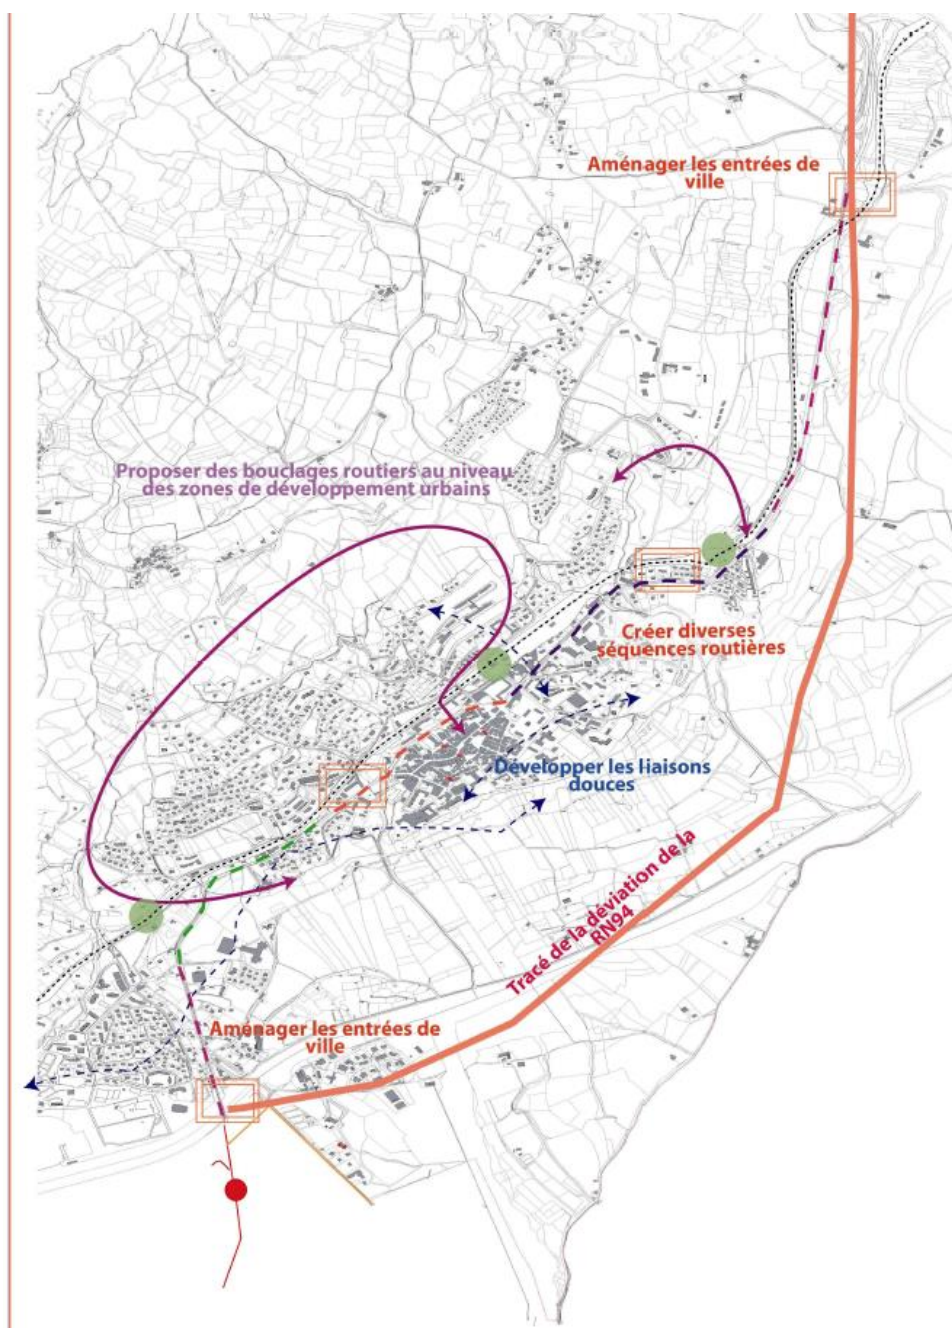 Aménager les entrées de
ville
Proposer des bouclages routiers au niveau
des zones de développement urbains
Créer diverses
séquences routières
Développer les liaisons
douces
Tracé de la déviation de la
RN94
Aménager les entrées de
ville